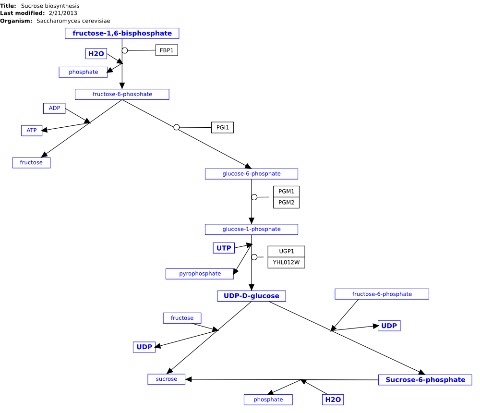 Title: Sucrose biosynthesis
Last modified: 2/21/2013
Organism: Saccharomyces cerevisiae
fructose-1,6-bisphosphate
FBP1
H2O
phosphate
fructose-6-phosphate
ADP
ATP
PGI1
fructose
glucose-6-phosphate
PGM1
PGM2
glucose-1-phosphate
UTP
UGP1
YHL012W
pyrophosphate
UDP-D-glucose
fructose-6-phosphate
fructose
UDP
UDP
sucrose
Sucrose-6-phosphate
phosphate
H2O